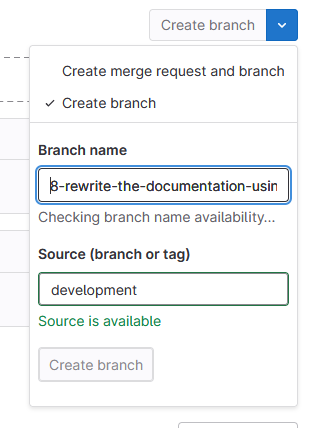 Create branch
Create merge request and branch
Create branch
Branch name
8-rewrite-the-documentation-usin
Checking branch name availability...
Source (branch or tag)
development
Source is available
Create branch